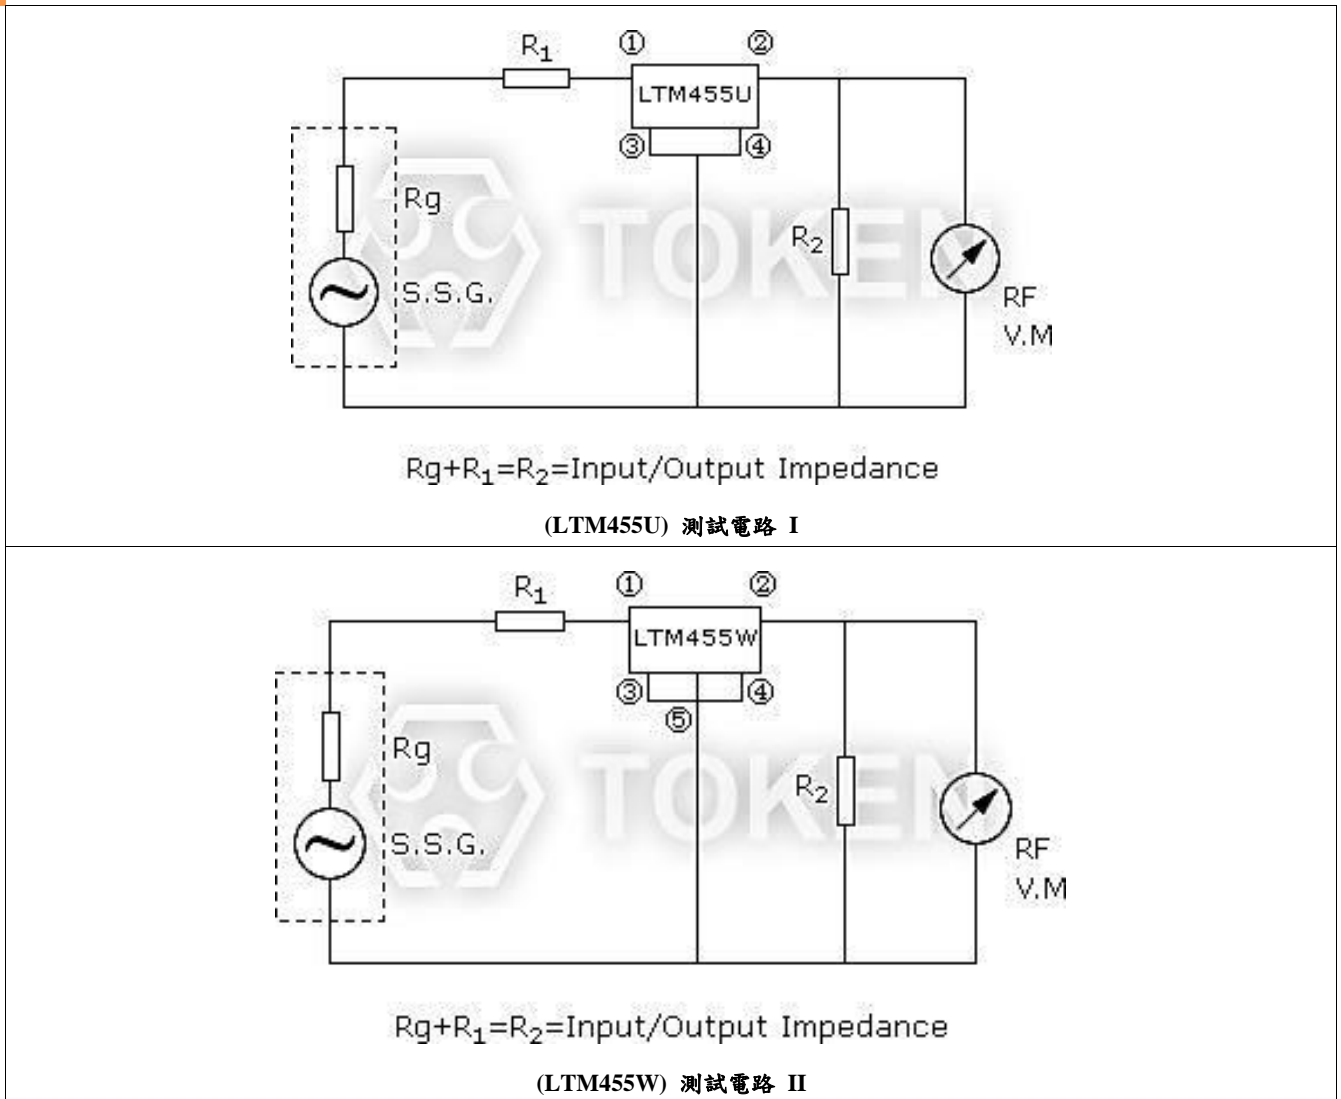 R1
①
②
LTM455U
③
④
Rg
TOKEN
R2
S.S.G.
RF
V.M
Rg+R1=R2=Input/Output Impedance
(LTM455U) 測試電路 I
R1
①
②
LTM455W
③
④
⑤
Rg
TOKEN
R2
S.S.G.
RF
V.M
Rg+R1=R2=Input/Output Impedance
(LTM455W) 測試電路 II